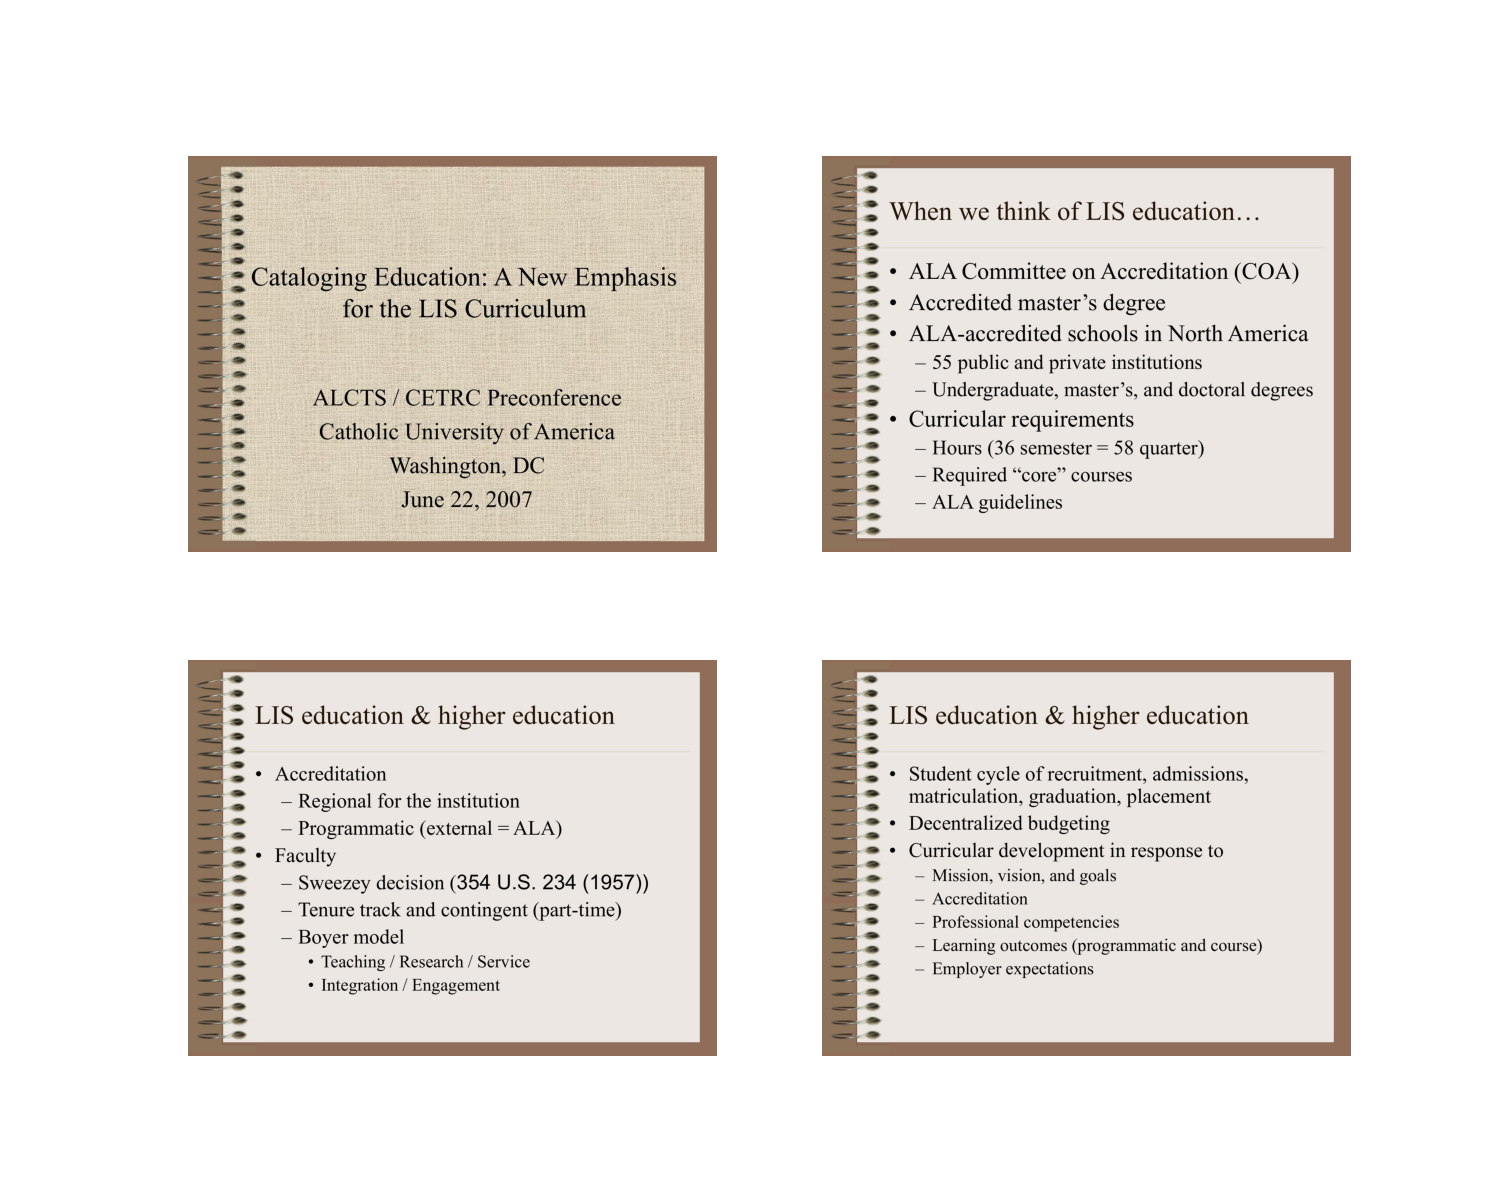 Cataloging Education: A New Emphasis
for the LIS Curriculum
ALCTS / CETRC Preconference
Catholic University of America
Washington, DC
June 22, 2007
When we think of LIS education…
• ALA Committee on Accreditation (COA)
• Accredited master’s degree
• ALA-accredited schools in North America
– 55 public and private institutions
– Undergraduate, master’s, and doctoral degrees
• Curricular requirements
– Hours (36 semester = 58 quarter)
– Required “core” courses
– ALA guidelines
LIS education & higher education
• Accreditation
– Regional for the institution
– Programmatic (external = ALA)
• Faculty
– Sweezey decision (354 U.S. 234 (1957))
– Tenure track and contingent (part-time)
– Boyer model
• Teaching / Research / Service
• Integration / Engagement
LIS education & higher education
• Student cycle of recruitment, admissions,
matriculation, graduation, placement
• Decentralized budgeting
• Curricular development in response to
– Mission, vision, and goals
– Accreditation
– Professional competencies
– Learning outcomes (programmatic and course)
– Employer expectations